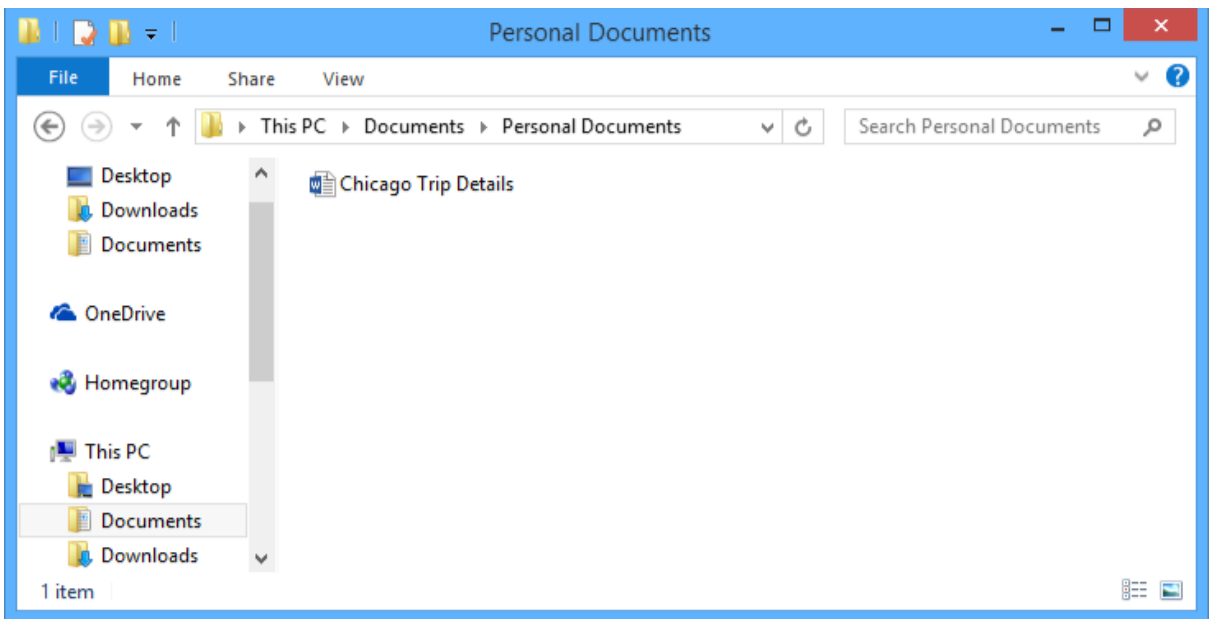 Personal Documents
File Home Share View
This PC Documents Personal Documents Search Personal Documents
Desktop
Downloads
Documents
OneDrive
Homegroup
This PC
Desktop
Documents
Downloads
Chicago Trip Details
1 item